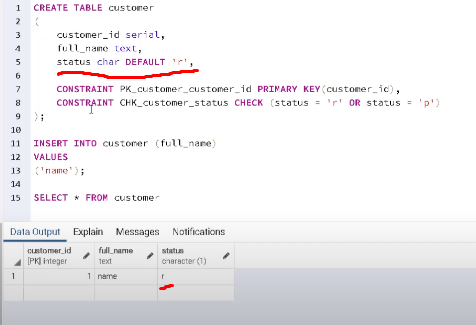 1 CREATE TABLE customer
2 (
3 customer_id serial,
4 full_name text,
5 status char DEFAULT 'r',
6
7 CONSTRAINT PK_customer_customer_id PRIMARY KEY(customer_id),
8 CONSTRAINT CHK_customer_status CHECK (status = 'r' OR status = 'p')
9 );
10
11 INSERT INTO customer (full_name)
12 VALUES
13 ('name');
14
15 SELECT * FROM customer
Data Output Explain Messages Notifications
customer_id full_name status
[PK] integer text character (1)
1 1 name r